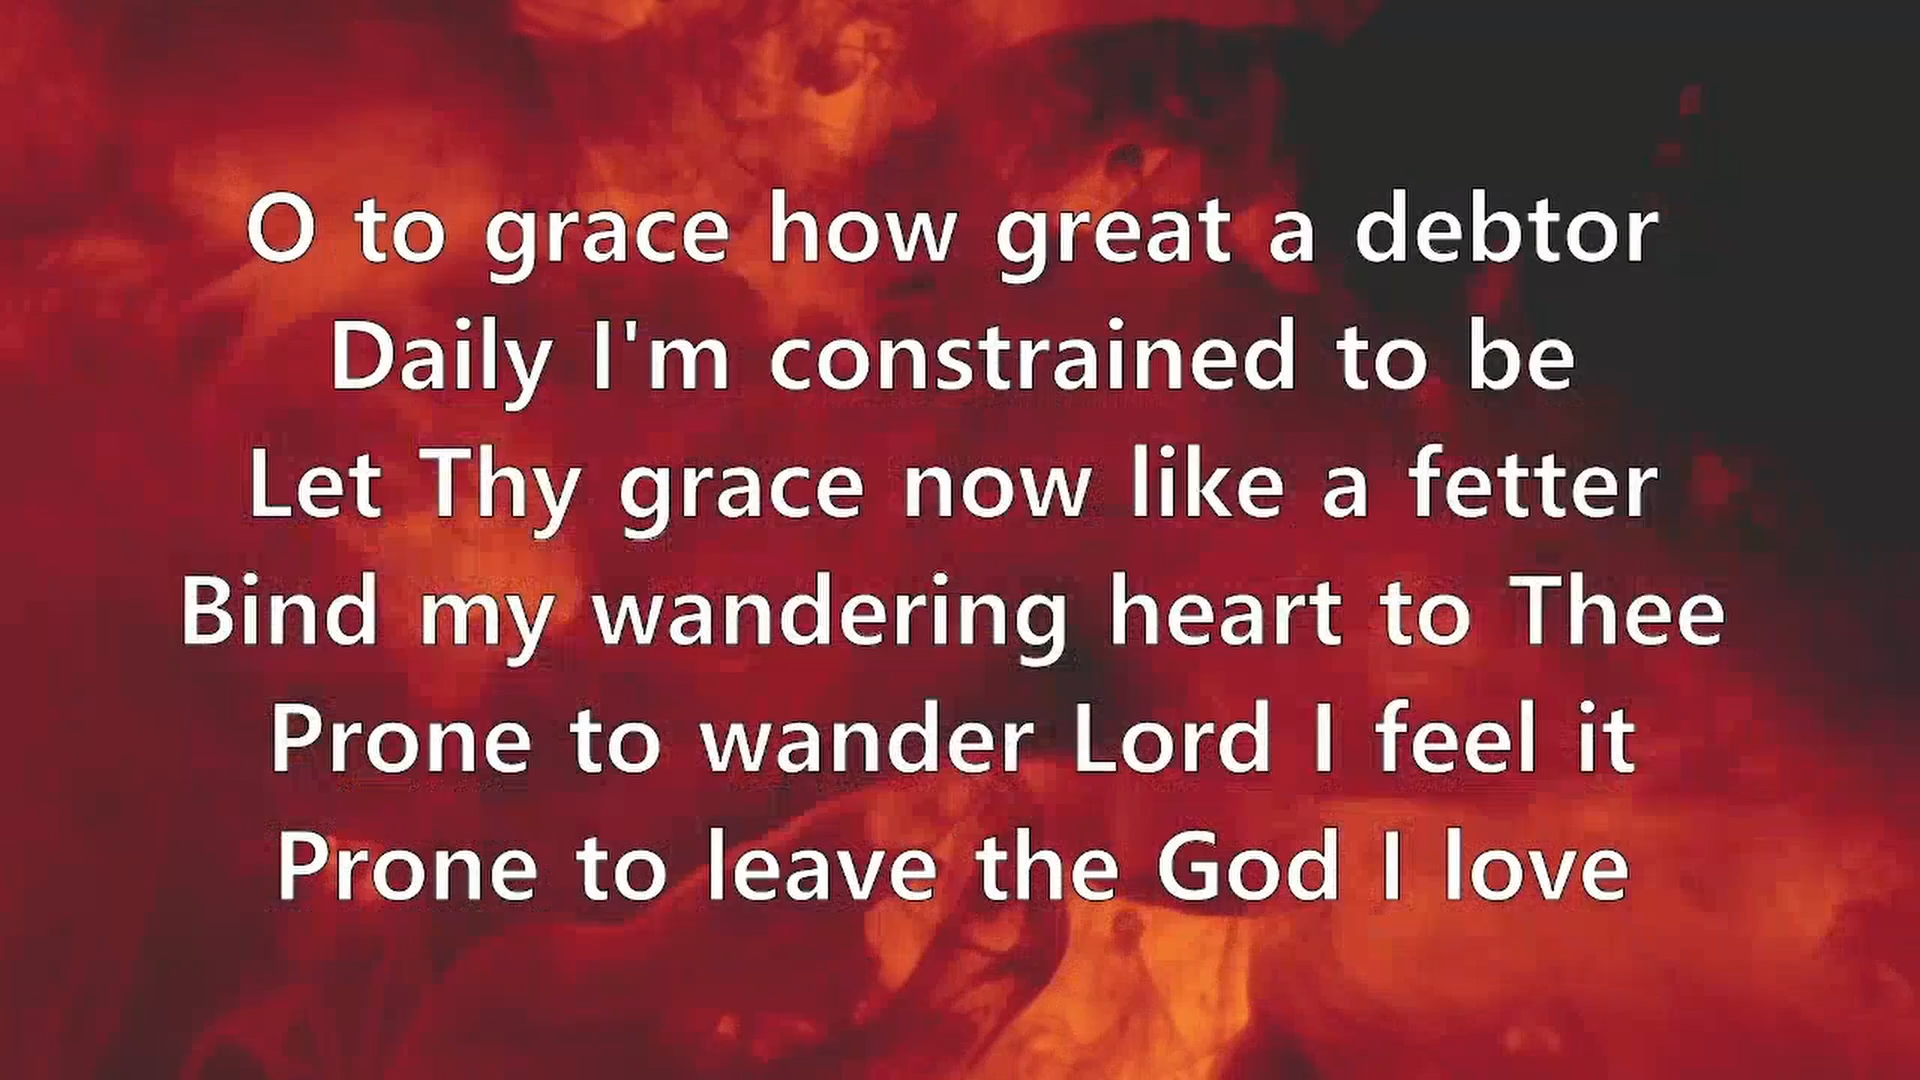 O to grace how great a debtor
Daily I'm constrained to be
Let Thy grace now like a fetter
Bind my wandering heart to Thee
Prone to wander Lord I feel it
Prone to leave the God I love